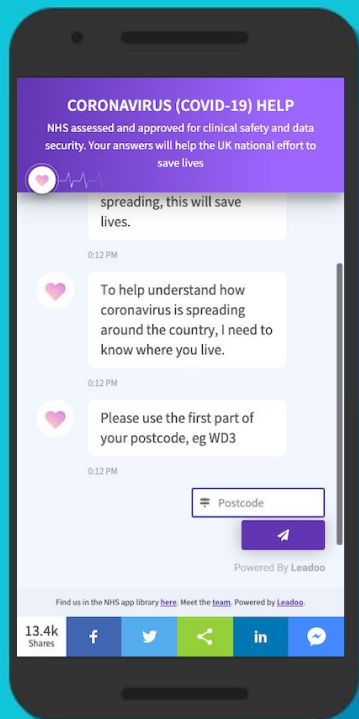 CORONAVIRUS (COVID-19) HELP
NHS assessed and approved for clinical safety and data
security. Your answers will help the UK national effort to
save lives
spreading, this will save
lives.
0:12 PM
To help understand how
coronavirus is spreading
around the country, I need to
know where you live.
0:12 PM
Please use the first part of
your postcode, eg WD3
0:12 PM
Postcode
Powered By Leadoo
Find us in the NHS app library here. Meet the team. Powered by Leadoo.
13.4k
Shares
f
in